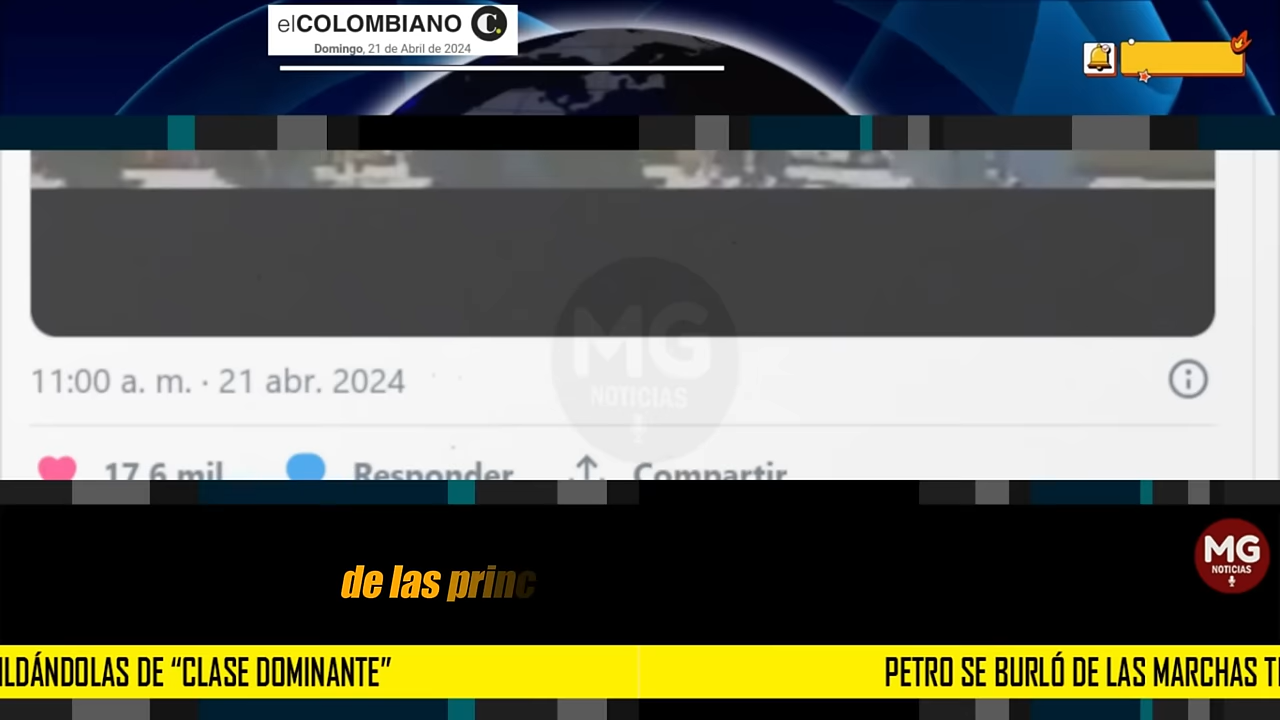 elCOLOMBIANO C.
Domingo, 21 de Abril de 2024
MG
NOTICIAS
11:00 a. m. · 21 abr. 2024
17,6 mil Responder Compartir
de las princ
MG
NOTICIAS
ILDÁNDOLAS DE “CLASE DOMINANTE” PETRO SE BURLÓ DE LAS MARCHAS TI